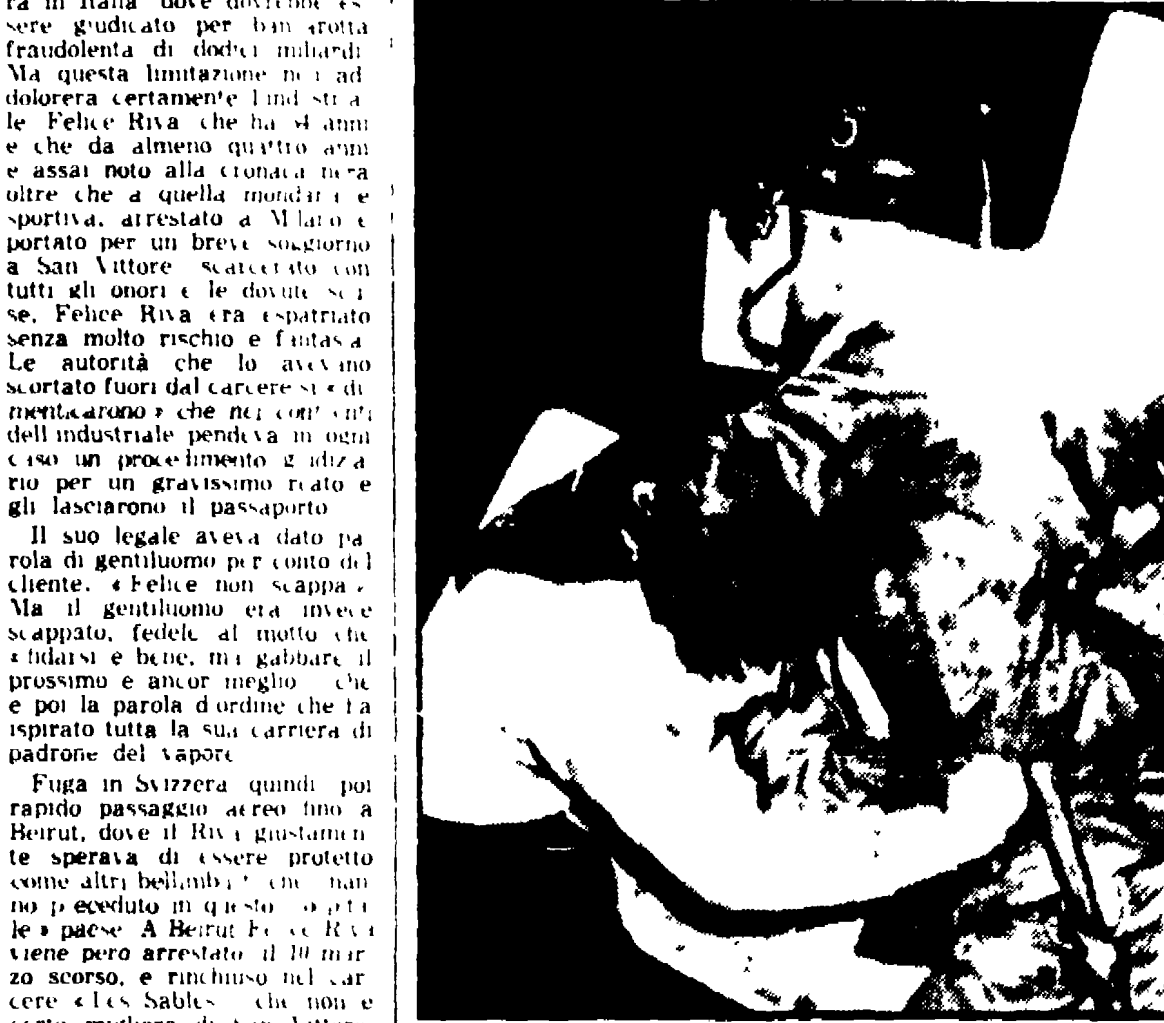 ra in Italia dove dovrebbe es
sere giudicato per bancarotta
fraudolenta di dodici miliardi
Ma questa limitazione non ad
dolorera certamente l industria
le Felice Riva che ha anni
e che da almeno quattro anni
e assai noto alla cronaca nera
oltre che a quella mondana e
sportiva, arrestato a Milano e
portato per un breve soggiorno
a San Vittore scarcerato con
tutti gli onori e le dovute scu
se, Felice Riva era espatriato
senza molto rischio e fantasia
Le autorità che lo avevano
scortato fuori dal carcere si « di
menticarono » che nei confronti
dell industriale pendeva in ogni
caso un procedimento giudizia
rio per un gravissimo reato e
gli lasciarono il passaporto
Il suo legale aveva dato pa
rola di gentiluomo per conto del
cliente. « Felice non scappa »
Ma il gentiluomo era invece
scappato, fedele al motto che
« fidarsi e bene, ma gabbare il
prossimo e ancor meglio che
e poi la parola d ordine che ha
ispirato tutta la sua carriera di
padrone del vapore
Fuga in Svizzera quindi poi
rapido passaggio aereo fino a
Beirut, dove il Riva giustamen
te sperava di essere protetto
come altri che han
no preceduto in questo
le » paese A Beirut Felice Riva
viene pero arrestato il 10 mar
zo scorso, e rinchiuso nel car
cere « Les Sables che non e